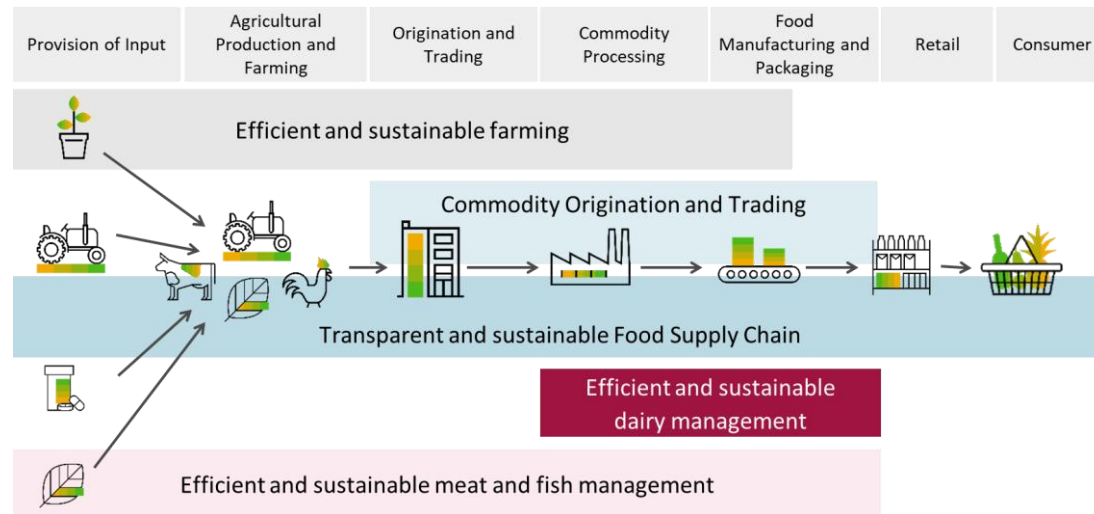 Provision of Input
Agricultural
Production and
Farming
Origination and
Trading
Commodity
Processing
Food
Manufacturing and
Packaging
Retail
Consumer
Efficient and sustainable farming
Commodity Origination and Trading
Transparent and sustainable Food Supply Chain
Efficient and sustainable
dairy management
Efficient and sustainable meat and fish management